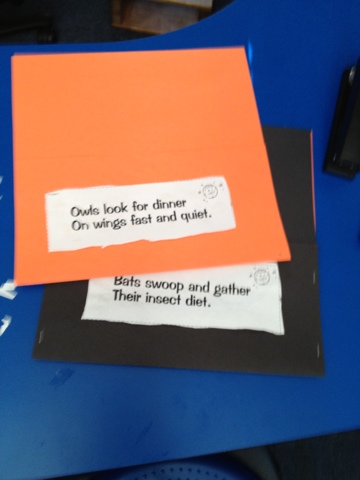 Owls look for dinner
On wings fast and quiet.
Bats swoop and gather
Their insect diet.